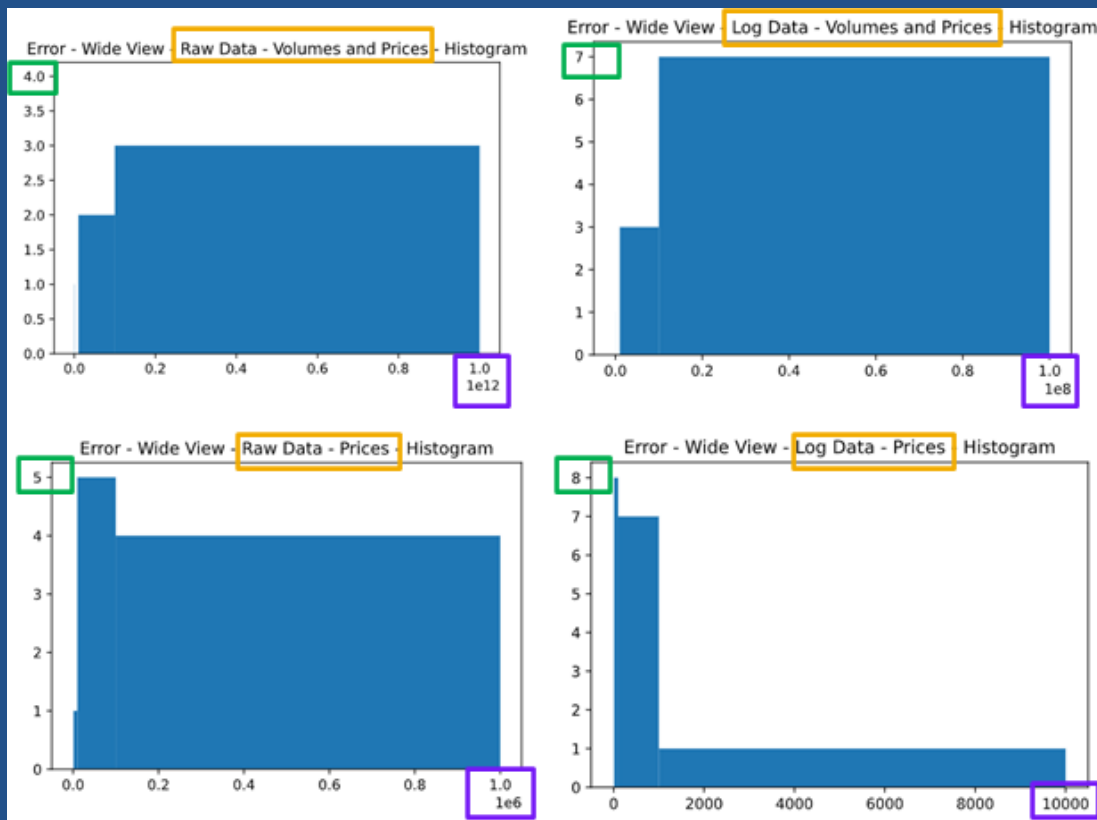 Error - Wide View - Raw Data - Volumes and Prices - Histogram
4.0
3.5
3.0
2.5
2.0
1.5
1.0
0.5
0.0
0.0 0.2 0.4 0.6 0.8 1.0
1e12
Error - Wide View - Log Data - Volumes and Prices - Histogram
7
6
5
4
3
2
1
0
0.0 0.2 0.4 0.6 0.8 1.0
1e8
Error - Wide View - Raw Data - Prices - Histogram
5
4
3
2
1
0
0.0 0.2 0.4 0.6 0.8 1.0
1e6
Error - Wide View - Log Data - Prices - Histogram
8
7
6
5
4
3
2
1
0
0 2000 4000 6000 8000 10000